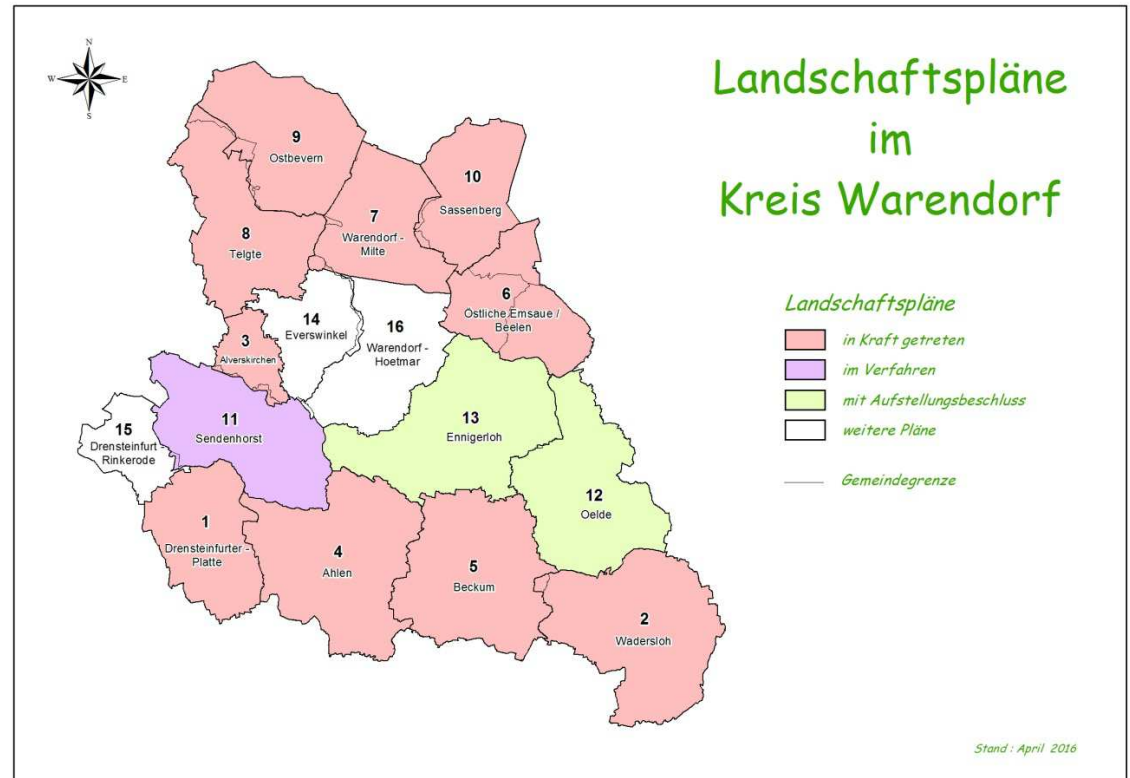 N
W
E
S
Landschaftspläne
im
Kreis Warendorf
9
Ostbevern
10
Sassenberg
7
Warendorf -
Milte
8
Telgte
6
Östliche Emsaue /
Beelen
14
Everswinkel
16
Warendorf -
Hoetmar
3
Alverskirchen
11
Sendenhorst
13
Ennigerloh
15
Drensteinfurt -
Rinkerode
12
Oelde
1
Drensteinfurter -
Platte
4
Ahlen
5
Beckum
2
Wadersloh
Landschaftspläne
in Kraft getreten
im Verfahren
mit Aufstellungsbeschluss
weitere Pläne
Gemeindegrenze
Stand : April 2016